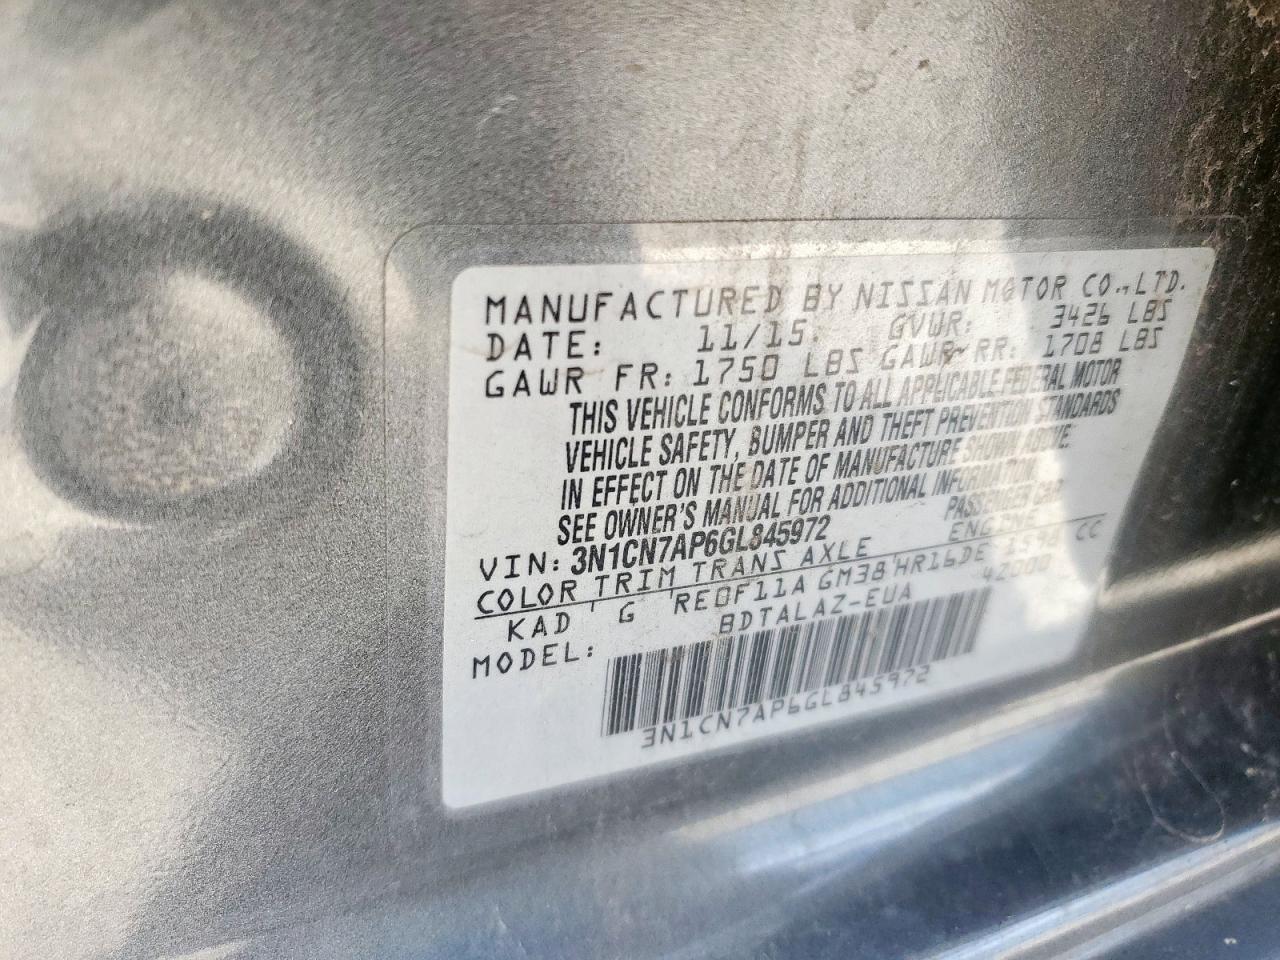 MANUFACTURED BY NISSAN MOTOR CO.,LTD.
DATE: 11/15. GVWR: 3426 LBS
GAWR FR: 1750 LBS GAWR RR: 1708 LBS
THIS VEHICLE CONFORMS TO ALL APPLICABLE FEDERAL MOTOR
VEHICLE SAFETY, BUMPER AND THEFT PREVENTION STANDARDS
IN EFFECT ON THE DATE OF MANUFACTURE SHOWN ABOVE.
SEE OWNER'S MANUAL FOR ADDITIONAL INFORMATION.
VIN: 3N1CN7AP6GL845972 PASSENGER CAR
COLOR TRIM TRANS AXLE ENGINE CC
KAD G RE0F11A GM38 HR16DE
MODEL: BDTALAZ-EUA 42000
3N1CN7AP6GL845972